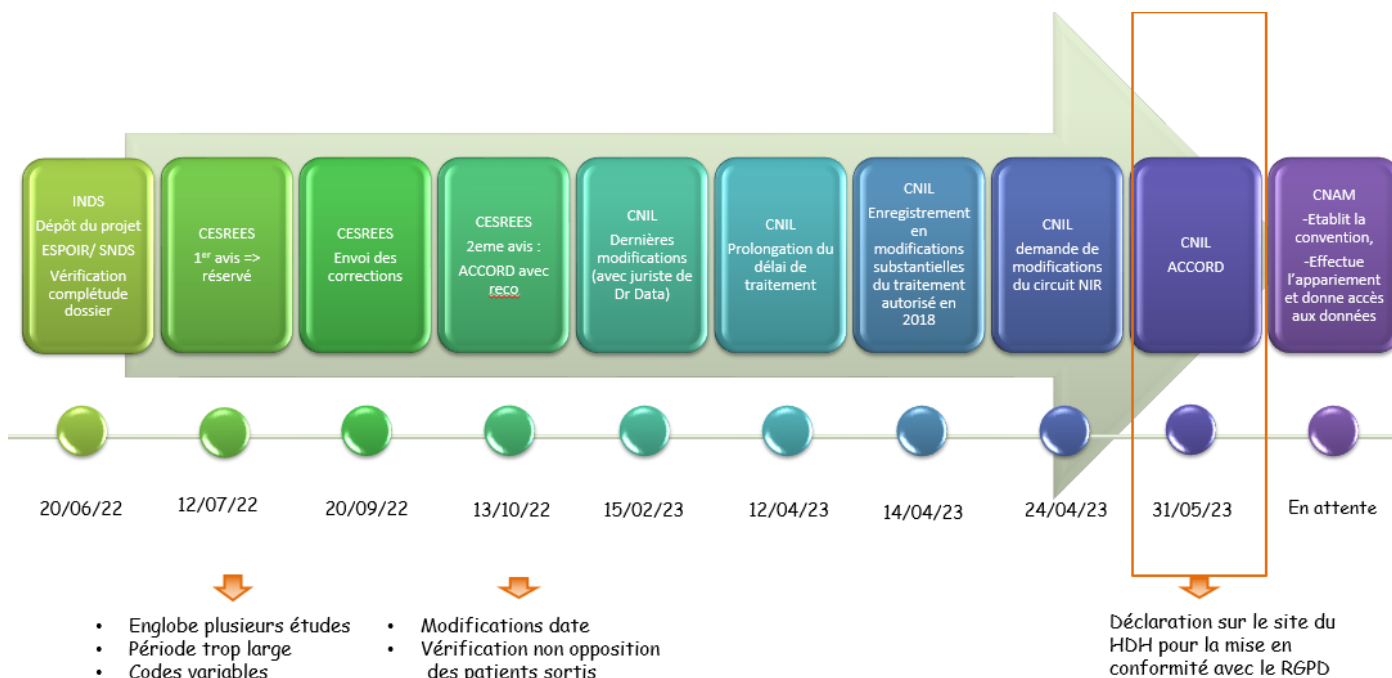 INDS
Dépôt du projet
ESPOIR/ SNDS
Vérification
complétude
dossier
CESREES
1er avis =>
réservé
CESREES
Envoi des
corrections
CESREES
2eme avis :
ACCORD avec
reco
CNIL
Dernières
modifications
(avec juriste de
Dr Data)
CNIL
Prolongation du
délai de
traitement
CNIL
Enregistrement
en
modifications
substantielles
du traitement
autorisé en
2018
CNIL
demande de
modifications
du circuit NIR
CNIL
ACCORD
CNAM
-Etablit la
convention,
-Effectue
l’appariement
et donne accès
aux données
20/06/22
12/07/22
20/09/22
13/10/22
15/02/23
12/04/23
14/04/23
24/04/23
31/05/23
En attente
• Englobe plusieurs études
• Période trop large
• Codes variables
• Modifications date
• Vérification non opposition
des patients sortis
Déclaration sur le site du
HDH pour la mise en
conformité avec le RGPD